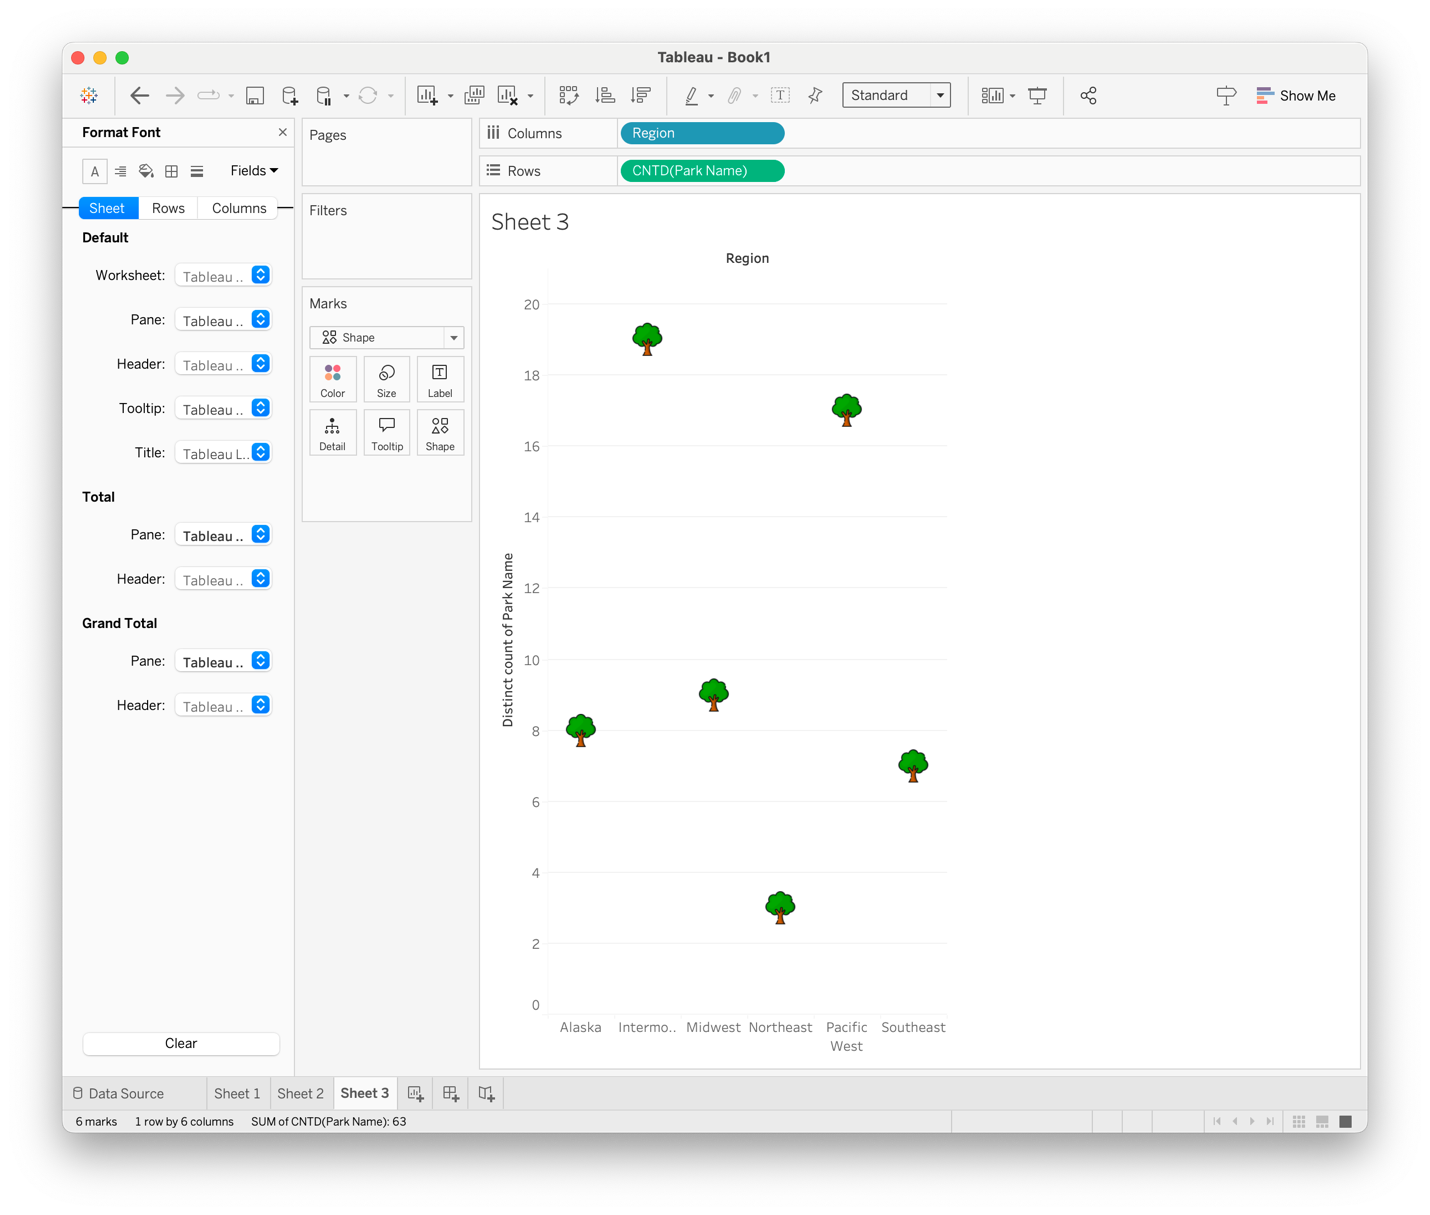 Tableau - Book1
Standard
Show Me
Format Font
Fields
Sheet Rows Columns
Default
Worksheet: Tableau ..
Pane: Tableau ..
Header: Tableau ..
Tooltip: Tableau ..
Title: Tableau L..
Total
Pane: Tableau ..
Header: Tableau ..
Grand Total
Pane: Tableau ..
Header: Tableau ..
Clear
Pages
Filters
Marks
Shape
Color Size Label
Detail Tooltip Shape
Columns Region
Rows CNTD(Park Name)
Sheet 3
Region
Distinct count of Park Name
20
18
16
14
12
10
8
6
4
2
0
Alaska Intermo.. Midwest Northeast Pacific Southeast
West
Data Source Sheet 1 Sheet 2 Sheet 3
6 marks 1 row by 6 columns SUM of CNTD(Park Name): 63